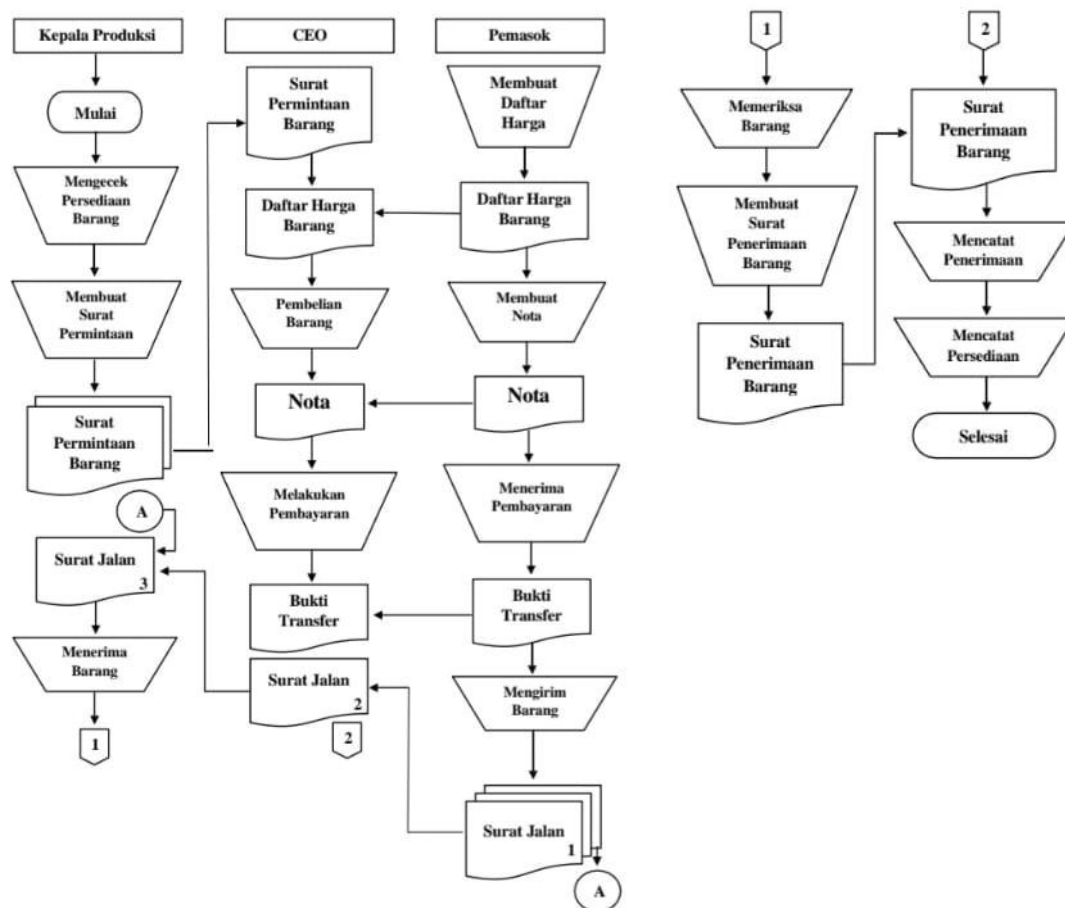 Kepala Produksi
Mulai
Mengecek
Persediaan
Barang
Membuat
Surat
Permintaan
Surat
Permintaan
Barang
A
Surat Jalan
3
Menerima
Barang
1
CEO
Surat
Permintaan
Barang
Daftar Harga
Barang
Pembelian
Barang
Nota
Melakukan
Pembayaran
Bukti
Transfer
Surat Jalan
2
2
Pemasok
Membuat
Daftar
Harga
Daftar Harga
Barang
Membuat
Nota
Nota
Menerima
Pembayaran
Bukti
Transfer
Mengirim
Barang
Surat Jalan
1
A
1
Memeriksa
Barang
Membuat
Surat
Penerimaan
Barang
Surat
Penerimaan
Barang
2
Surat
Penerimaan
Barang
Mencatat
Penerimaan
Mencatat
Persediaan
Selesai